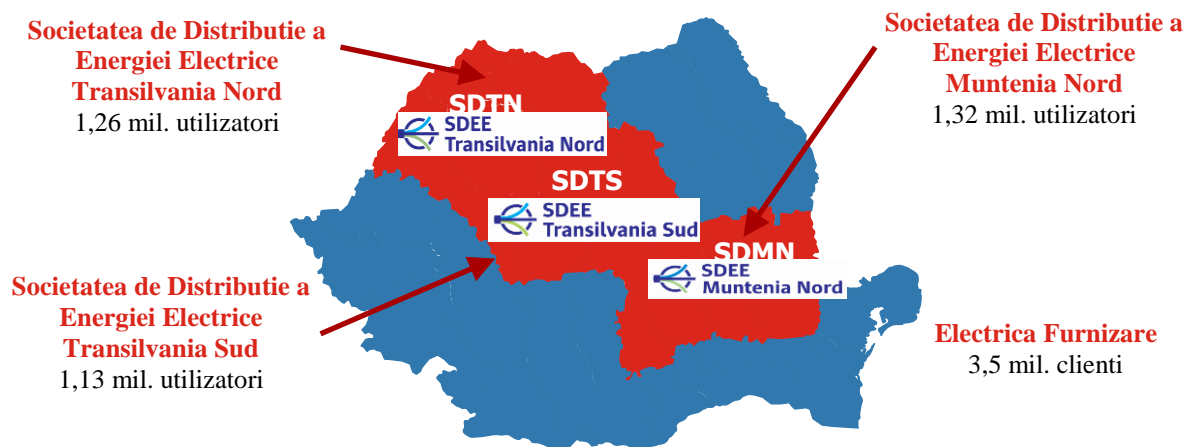 Societatea de Distributie a
Energiei Electrice
Transilvania Nord
1,26 mil. utilizatori
Societatea de Distributie a
Energiei Electrice
Muntenia Nord
1,32 mil. utilizatori
SDTN
SDEE
Transilvania Nord
SDTS
SDEE
Transilvania Sud
SDMN
SDEE
Muntenia Nord
Societatea de Distributie a
Energiei Electrice
Transilvania Sud
1,13 mil. utilizatori
Electrica Furnizare
3,5 mil. clienti